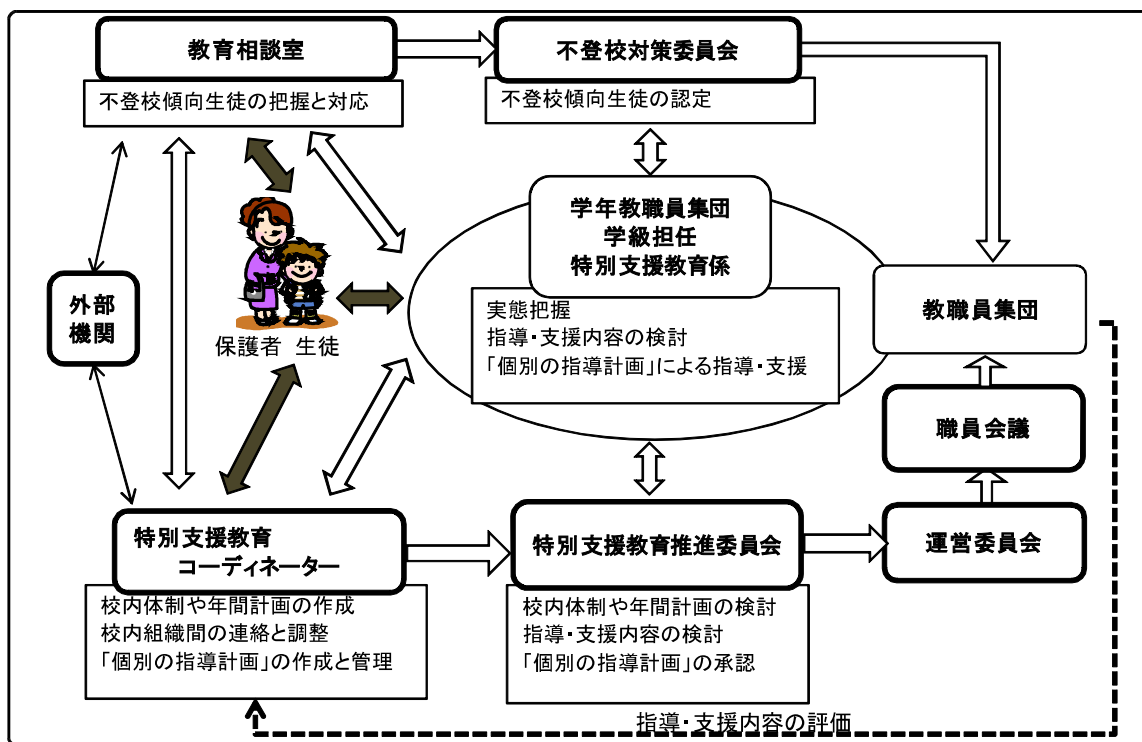 教育相談室
不登校傾向生徒の把握と対応
不登校対策委員会
不登校傾向生徒の認定
学年教職員集団
学級担任
特別支援教育係
実態把握
指導・支援内容の検討
「個別の指導計画」による指導・支援
保護者 生徒
外部
機関
教職員集団
職員会議
運営委員会
特別支援教育
コーディネーター
校内体制や年間計画の作成
校内組織間の連絡と調整
「個別の指導計画」の作成と管理
特別支援教育推進委員会
校内体制や年間計画の検討
指導・支援内容の検討
「個別の指導計画」の承認
指導・支援内容の評価